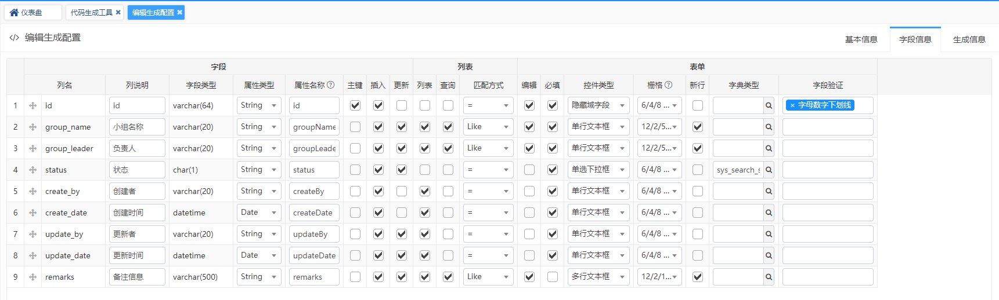 仪表盘 代码生成工具 编辑生成配置
编辑生成配置 基本信息 字段信息 生成信息
字段 列表 表单
列名 列说明 字段类型 属性类型 属性名称 主键 插入 更新 列表 查询 匹配方式 编辑 必填 控件类型 栅格 新行 字典类型 字段验证
1 id id varchar(64) String id = 隐藏域字段 6/4/8 ... × 字母数字下划线
2 group_name 小组名称 varchar(20) String groupName Like 单行文本框 12/2/5...
3 group_leader 负责人 varchar(20) String groupLeade Like 单行文本框 12/2/5...
4 status 状态 char(1) String status = 单选下拉框 6/4/8 ... sys_search_s
5 create_by 创建者 varchar(20) String createBy = 单行文本框 6/4/8 ...
6 create_date 创建时间 datetime Date createDate = 单行文本框 6/4/8 ...
7 update_by 更新者 varchar(20) String updateBy = 单行文本框 6/4/8 ...
8 update_date 更新时间 datetime Date updateDate = 单行文本框 6/4/8 ...
9 remarks 备注信息 varchar(500) String remarks Like 多行文本框 12/2/1...